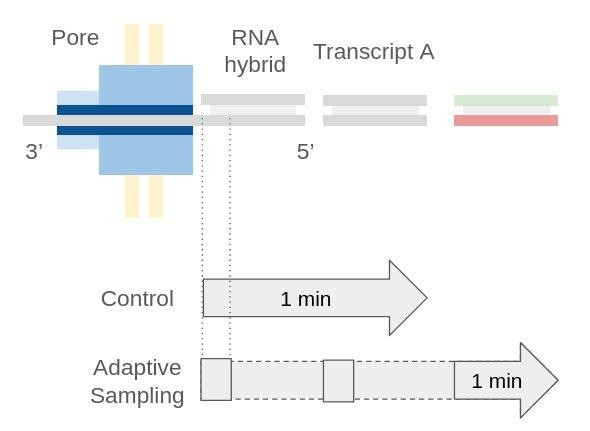 Pore
RNA
hybrid
Transcript A
3’
5’
Control
1 min
Adaptive
Sampling
1 min